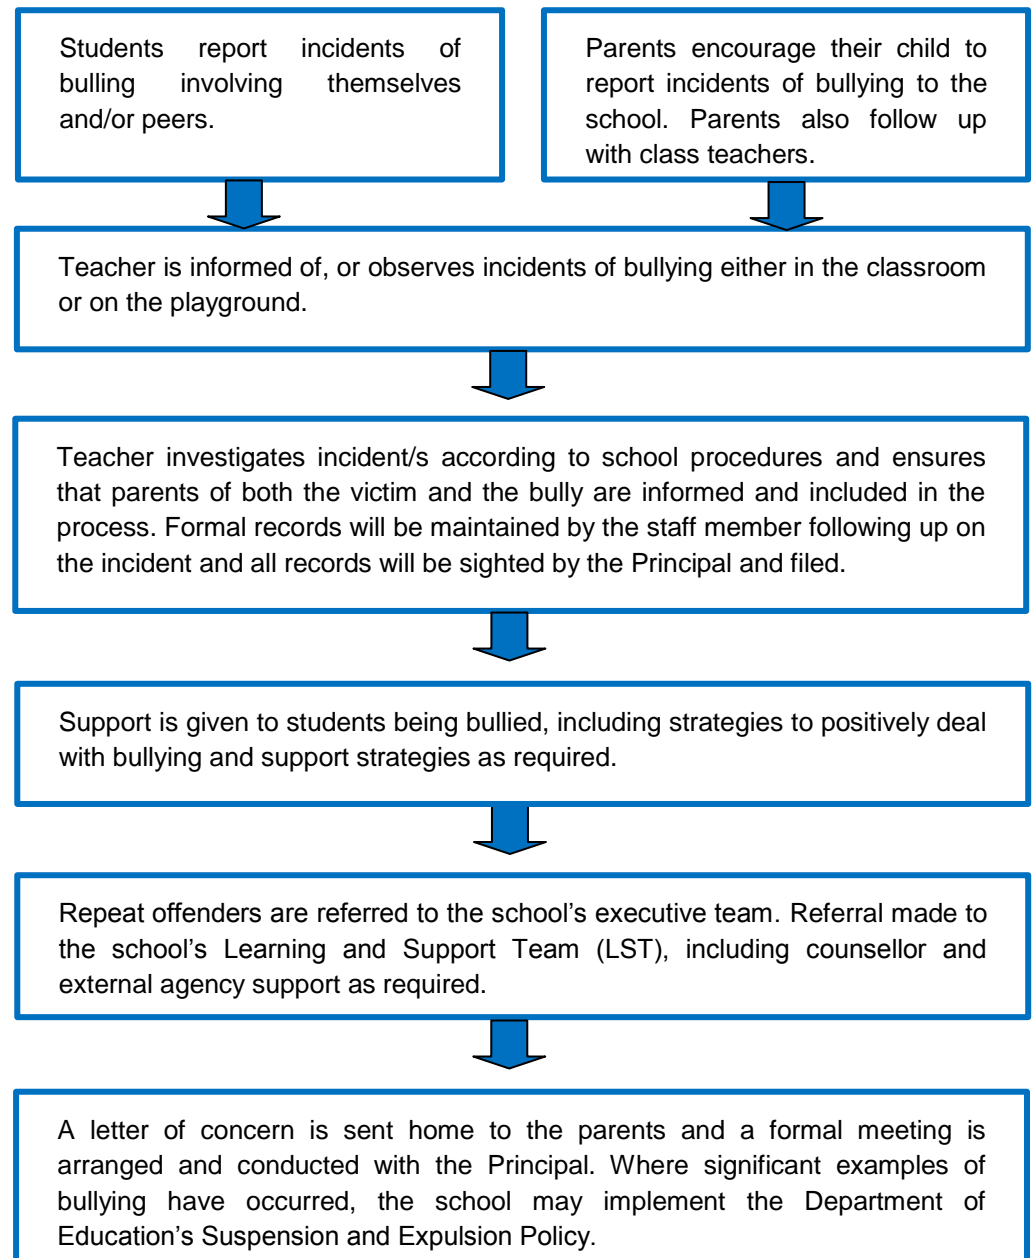 Students report incidents of
bulling involving themselves
and/or peers.
Parents encourage their child to
report incidents of bullying to the
school. Parents also follow up
with class teachers.
Teacher is informed of, or observes incidents of bullying either in the classroom
or on the playground.
Teacher investigates incident/s according to school procedures and ensures
that parents of both the victim and the bully are informed and included in the
process. Formal records will be maintained by the staff member following up on
the incident and all records will be sighted by the Principal and filed.
Support is given to students being bullied, including strategies to positively deal
with bullying and support strategies as required.
Repeat offenders are referred to the school’s executive team. Referral made to
the school’s Learning and Support Team (LST), including counsellor and
external agency support as required.
A letter of concern is sent home to the parents and a formal meeting is
arranged and conducted with the Principal. Where significant examples of
bullying have occurred, the school may implement the Department of
Education’s Suspension and Expulsion Policy.